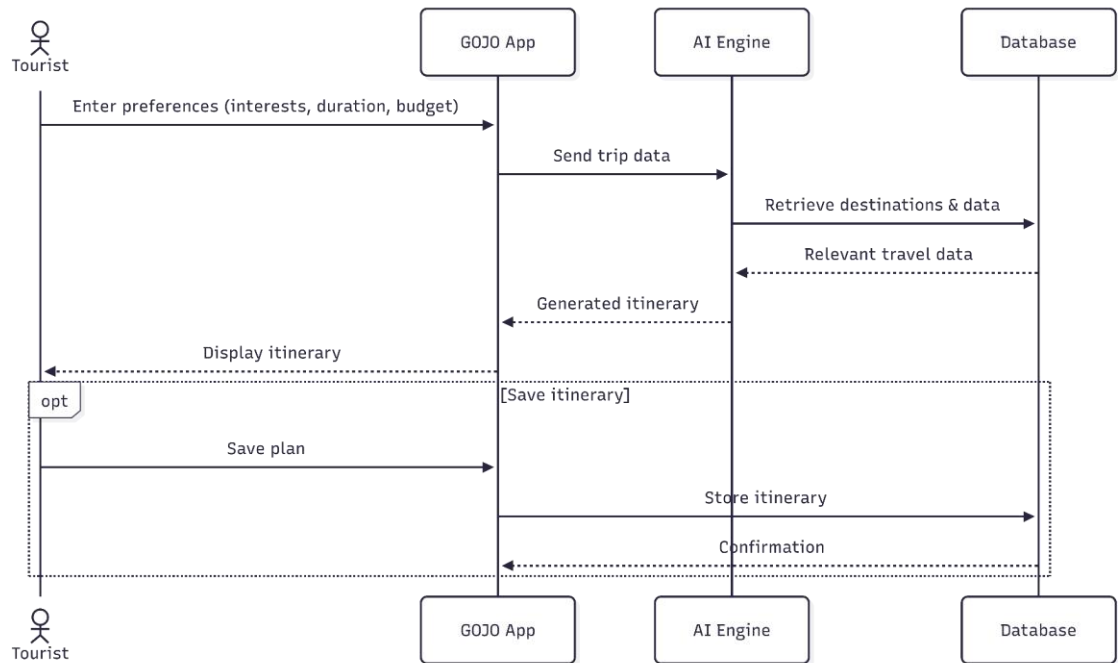 Tourist
GOJO App
AI Engine
Database
Enter preferences (interests, duration, budget)
Send trip data
Retrieve destinations & data
Relevant travel data
Generated itinerary
Display itinerary
opt
[Save itinerary]
Save plan
Store itinerary
Confirmation
Tourist
GOJO App
AI Engine
Database